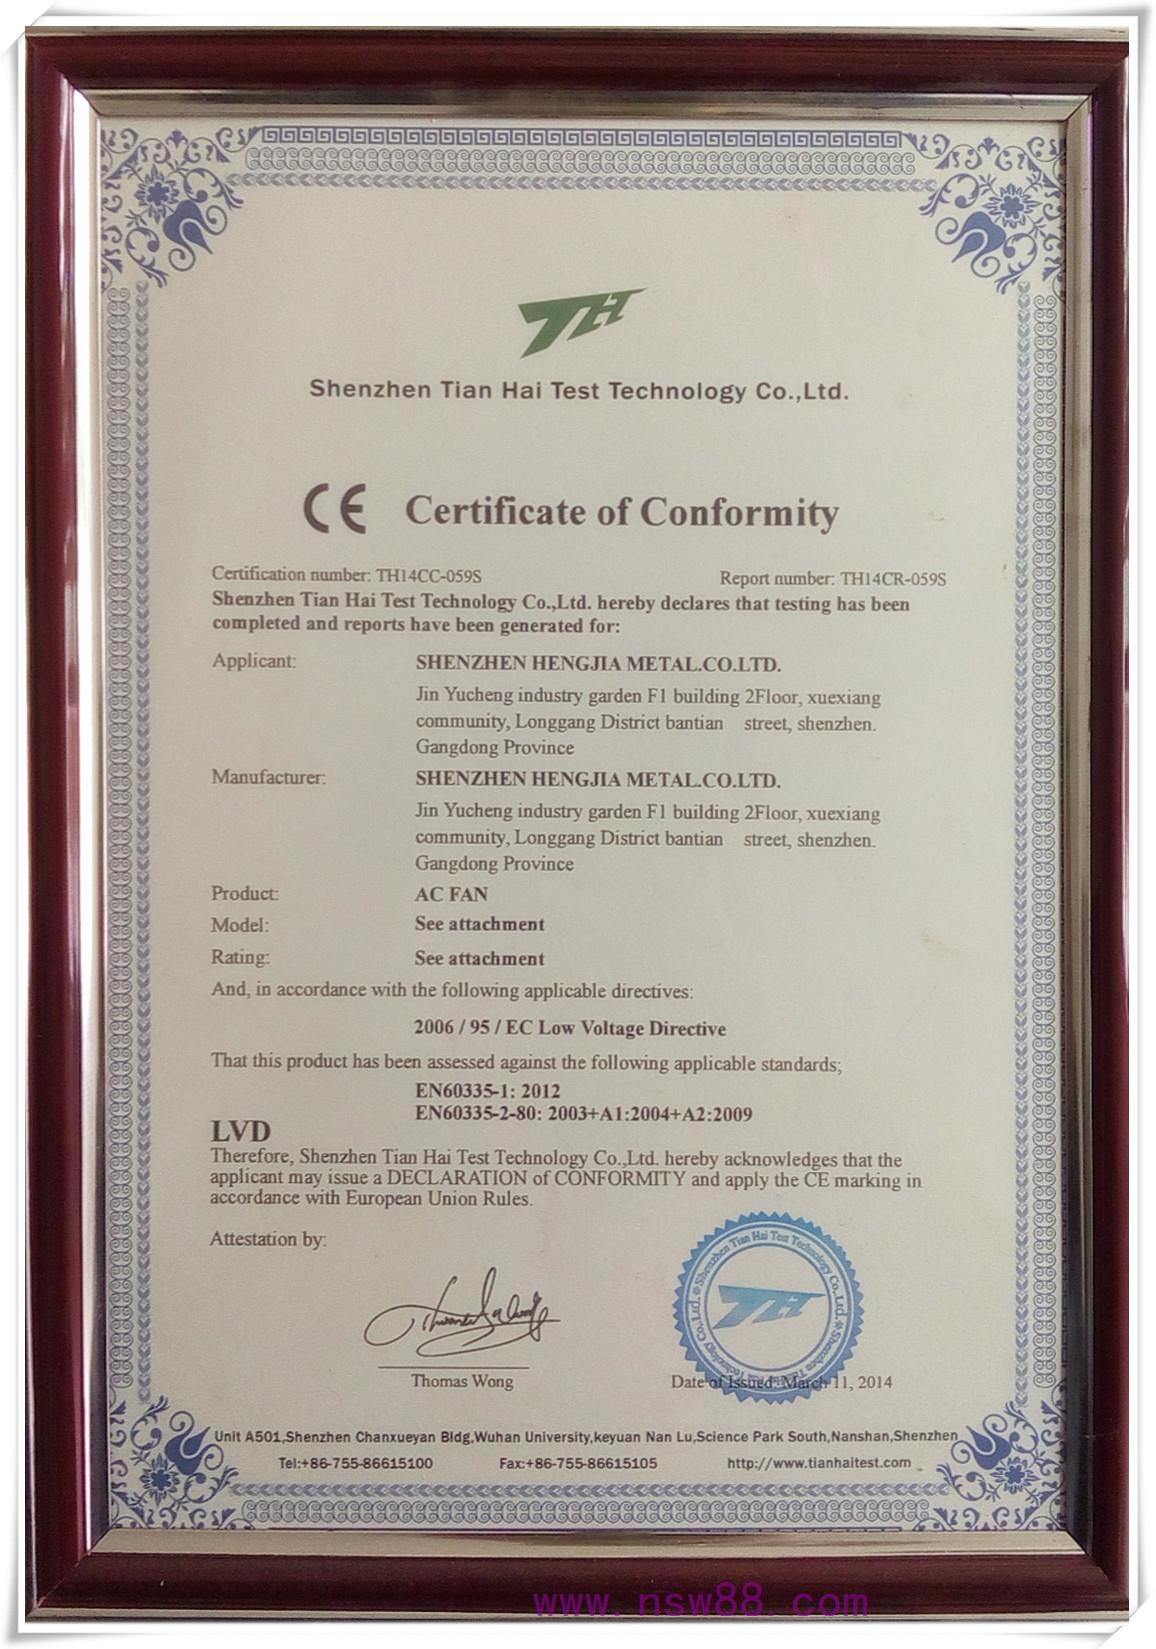 TH
Shenzhen Tian Hai Test Technology Co.,Ltd.
CE Certificate of Conformity
Certification number: TH14CC-059S Report number: TH14CR-059S
Shenzhen Tian Hai Test Technology Co.,Ltd. hereby declares that testing has been
completed and reports have been generated for:
Applicant: SHENZHEN HENGJIA METAL.CO.LTD.
Jin Yucheng industry garden F1 building 2Floor, xuexiang
community, Longgang District bantian street, shenzhen.
Gangdong Province
Manufacturer: SHENZHEN HENGJIA METAL.CO.LTD.
Jin Yucheng industry garden F1 building 2Floor, xuexiang
community, Longgang District bantian street, shenzhen.
Gangdong Province
Product: AC FAN
Model: See attachment
Rating: See attachment
And, in accordance with the following applicable directives:
2006 / 95 / EC Low Voltage Directive
That this product has been assessed against the following applicable standards;
EN60335-1: 2012
EN60335-2-80: 2003+A1:2004+A2:2009
LVD
Therefore, Shenzhen Tian Hai Test Technology Co.,Ltd. hereby acknowledges that the
applicant may issue a DECLARATION of CONFORMITY and apply the CE marking in
accordance with European Union Rules.
Attestation by:
Shenzhen Tian Hai Test Technology Co.,Ltd.
TH
Thomas Wong
Date of Issued: March 11, 2014
Unit A501,Shenzhen Chanxueyan Bldg,Wuhan University,keyuan Nan Lu,Science Park South,Nanshan,Shenzhen
Tel:+86-755-86615100 Fax:+86-755-86615105 http://www.tianhaitest.com
www.nsw88.com